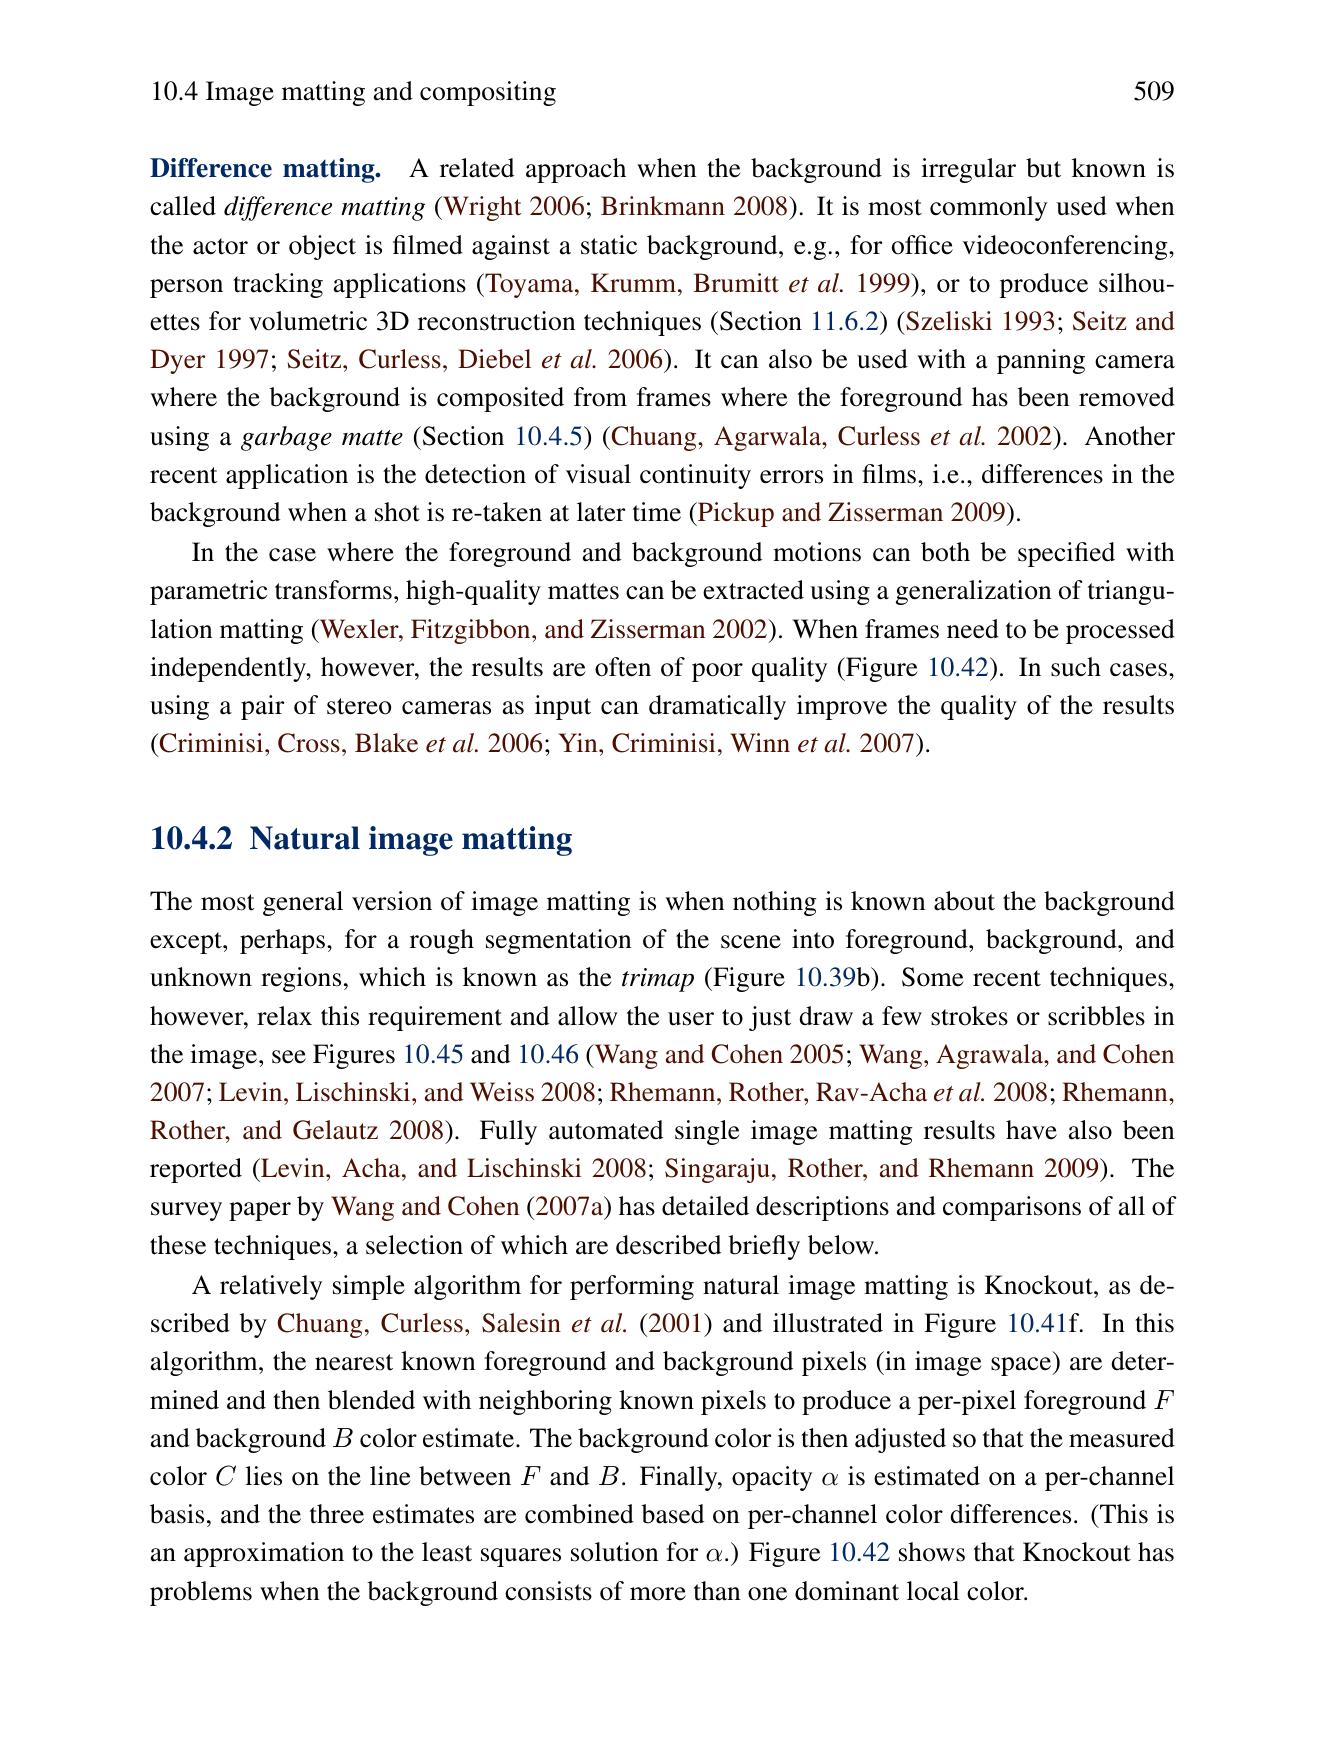 10.4 Image matting and compositing 509
Difference matting. A related approach when the background is irregular but known is
called difference matting (Wright 2006; Brinkmann 2008). It is most commonly used when
the actor or object is filmed against a static background, e.g., for office videoconferencing,
person tracking applications (Toyama, Krumm, Brumitt et al. 1999), or to produce silhou-
ettes for volumetric 3D reconstruction techniques (Section 11.6.2) (Szeliski 1993; Seitz and
Dyer 1997; Seitz, Curless, Diebel et al. 2006). It can also be used with a panning camera
where the background is composited from frames where the foreground has been removed
using a garbage matte (Section 10.4.5) (Chuang, Agarwala, Curless et al. 2002). Another
recent application is the detection of visual continuity errors in films, i.e., differences in the
background when a shot is re-taken at later time (Pickup and Zisserman 2009).
In the case where the foreground and background motions can both be specified with
parametric transforms, high-quality mattes can be extracted using a generalization of triangu-
lation matting (Wexler, Fitzgibbon, and Zisserman 2002). When frames need to be processed
independently, however, the results are often of poor quality (Figure 10.42). In such cases,
using a pair of stereo cameras as input can dramatically improve the quality of the results
(Criminisi, Cross, Blake et al. 2006; Yin, Criminisi, Winn et al. 2007).
10.4.2 Natural image matting
The most general version of image matting is when nothing is known about the background
except, perhaps, for a rough segmentation of the scene into foreground, background, and
unknown regions, which is known as the trimap (Figure 10.39b). Some recent techniques,
however, relax this requirement and allow the user to just draw a few strokes or scribbles in
the image, see Figures 10.45 and 10.46 (Wang and Cohen 2005; Wang, Agrawala, and Cohen
2007; Levin, Lischinski, and Weiss 2008; Rhemann, Rother, Rav-Acha et al. 2008; Rhemann,
Rother, and Gelautz 2008). Fully automated single image matting results have also been
reported (Levin, Acha, and Lischinski 2008; Singaraju, Rother, and Rhemann 2009). The
survey paper by Wang and Cohen (2007a) has detailed descriptions and comparisons of all of
these techniques, a selection of which are described briefly below.
A relatively simple algorithm for performing natural image matting is Knockout, as de-
scribed by Chuang, Curless, Salesin et al. (2001) and illustrated in Figure 10.41f. In this
algorithm, the nearest known foreground and background pixels (in image space) are deter-
mined and then blended with neighboring known pixels to produce a per-pixel foreground F
and background B color estimate. The background color is then adjusted so that the measured
color C lies on the line between F and B. Finally, opacity α is estimated on a per-channel
basis, and the three estimates are combined based on per-channel color differences. (This is
an approximation to the least squares solution for α.) Figure 10.42 shows that Knockout has
problems when the background consists of more than one dominant local color.